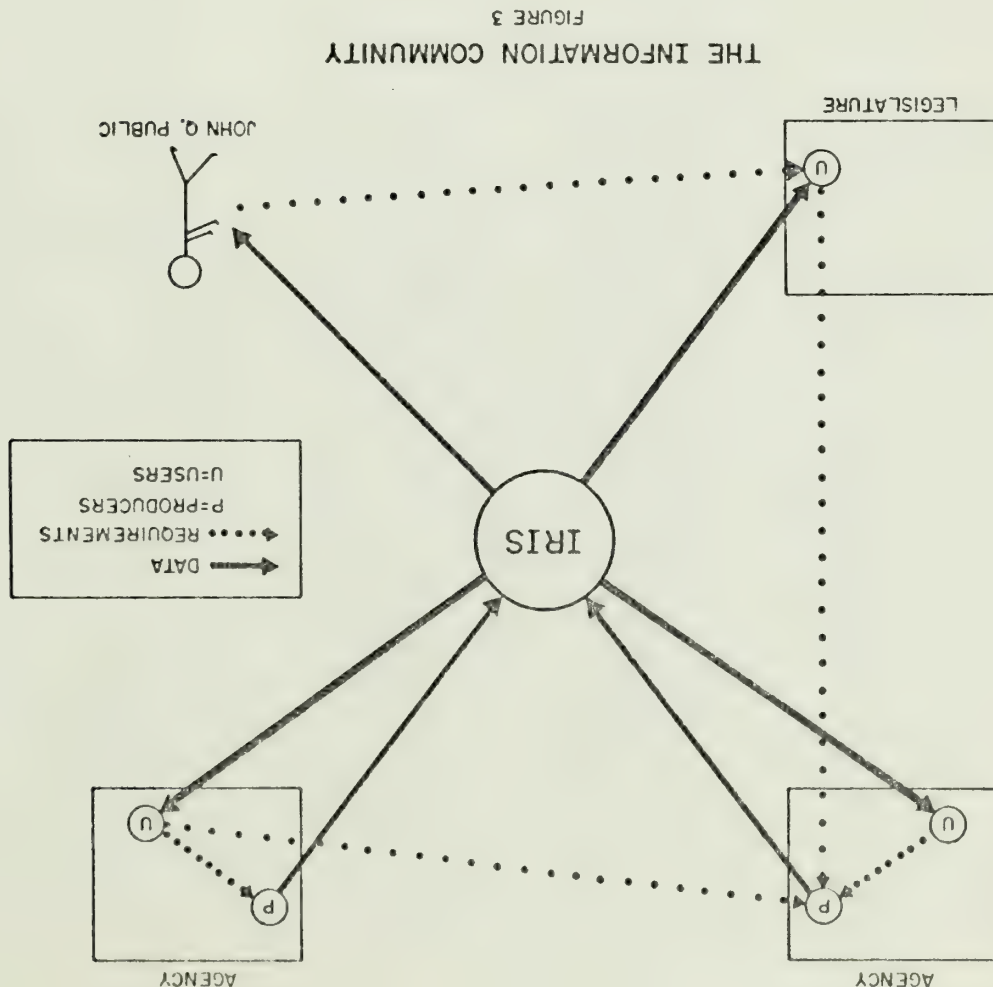 AGENCY
AGENCY
P
P
U
U
IRIS
DATA
REQUIREMENTS
P=PRODUCERS
U=USERS
U
LEGISLATURE
JOHN Q. PUBLIC
THE INFORMATION COMMUNITY
FIGURE 3